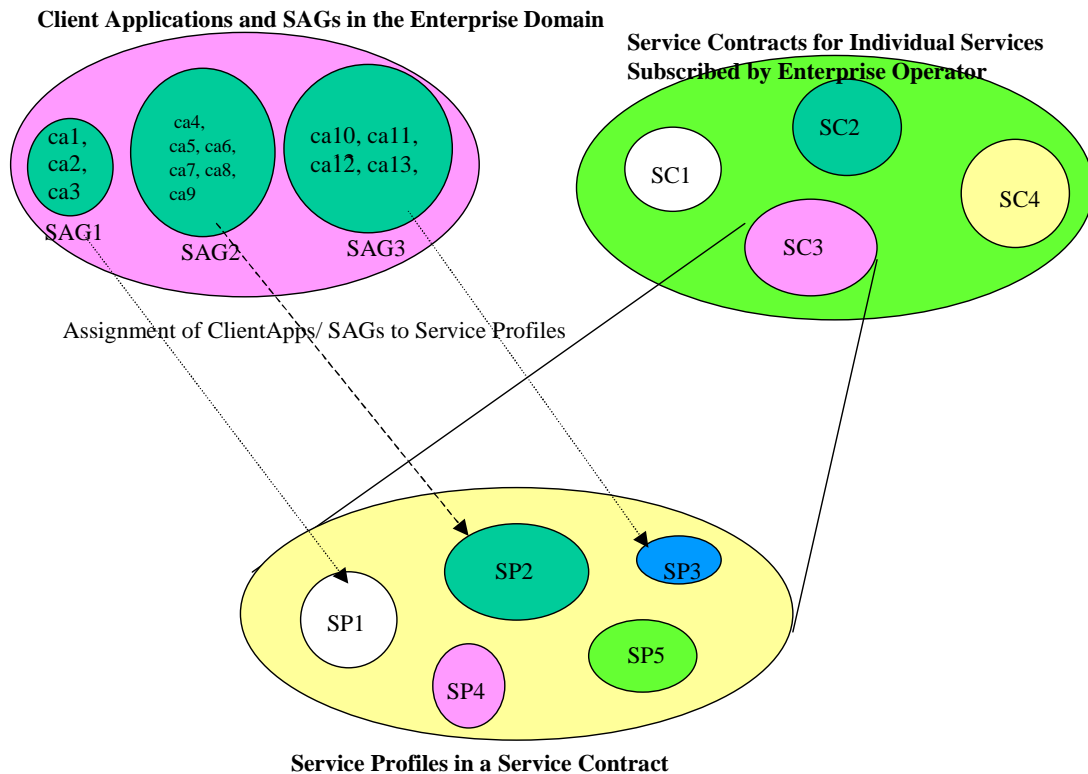 Client Applications and SAGs in the Enterprise Domain
Service Contracts for Individual Services
Subscribed by Enterprise Operator
ca1,
ca2,
ca3
SAG1
ca4,
ca5, ca6,
ca7, ca8,
ca9
SAG2
ca10, ca11,
ca12, ca13,
SAG3
SC1
SC2
SC3
SC4
Assignment of ClientApps/ SAGs to Service Profiles
SP1
SP2
SP3
SP4
SP5
Service Profiles in a Service Contract